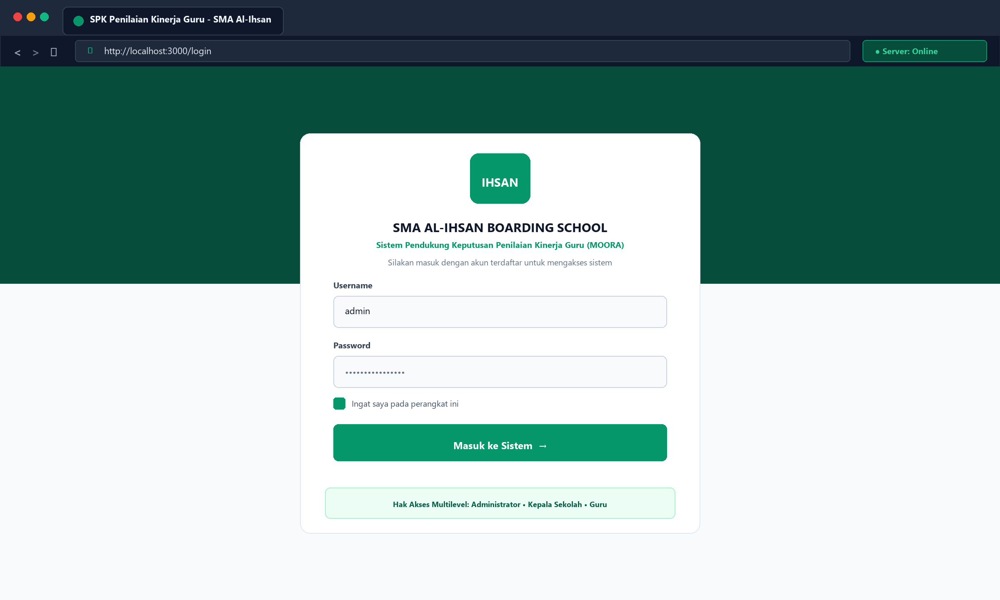 SPK Penilaian Kinerja Guru - SMA Al-Ihsan
< >
http://localhost:3000/login
● Server: Online
IHSAN
SMA AL-IHSAN BOARDING SCHOOL
Sistem Pendukung Keputusan Penilaian Kinerja Guru (MOORA)
Silakan masuk dengan akun terdaftar untuk mengakses sistem
Username
admin
Password
••••••••••••••••
Ingat saya pada perangkat ini
Masuk ke Sistem →
Hak Akses Multilevel: Administrator • Kepala Sekolah • Guru